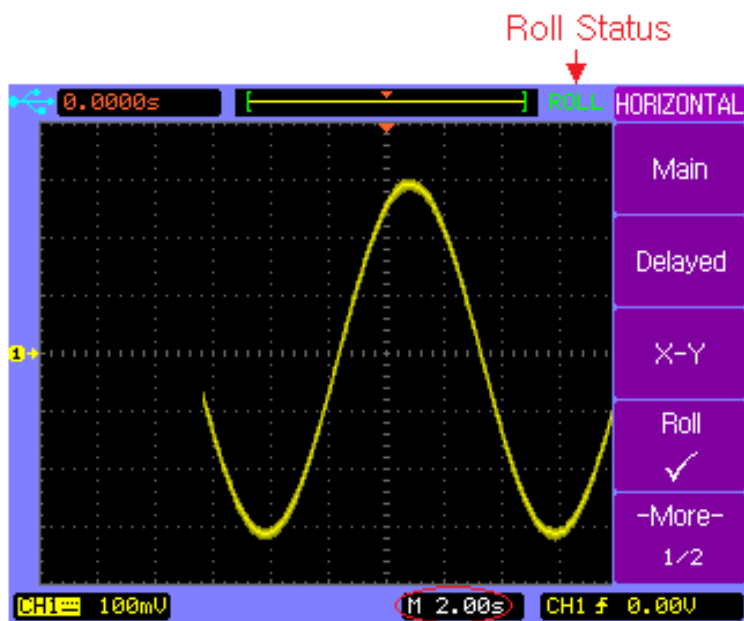 Roll Status
0.0000s
ROLL
HORIZONTAL
Main
Delayed
X-Y
Roll
-More-
1/2
1
CH1 100mV
M 2.00s
CH1 0.00V